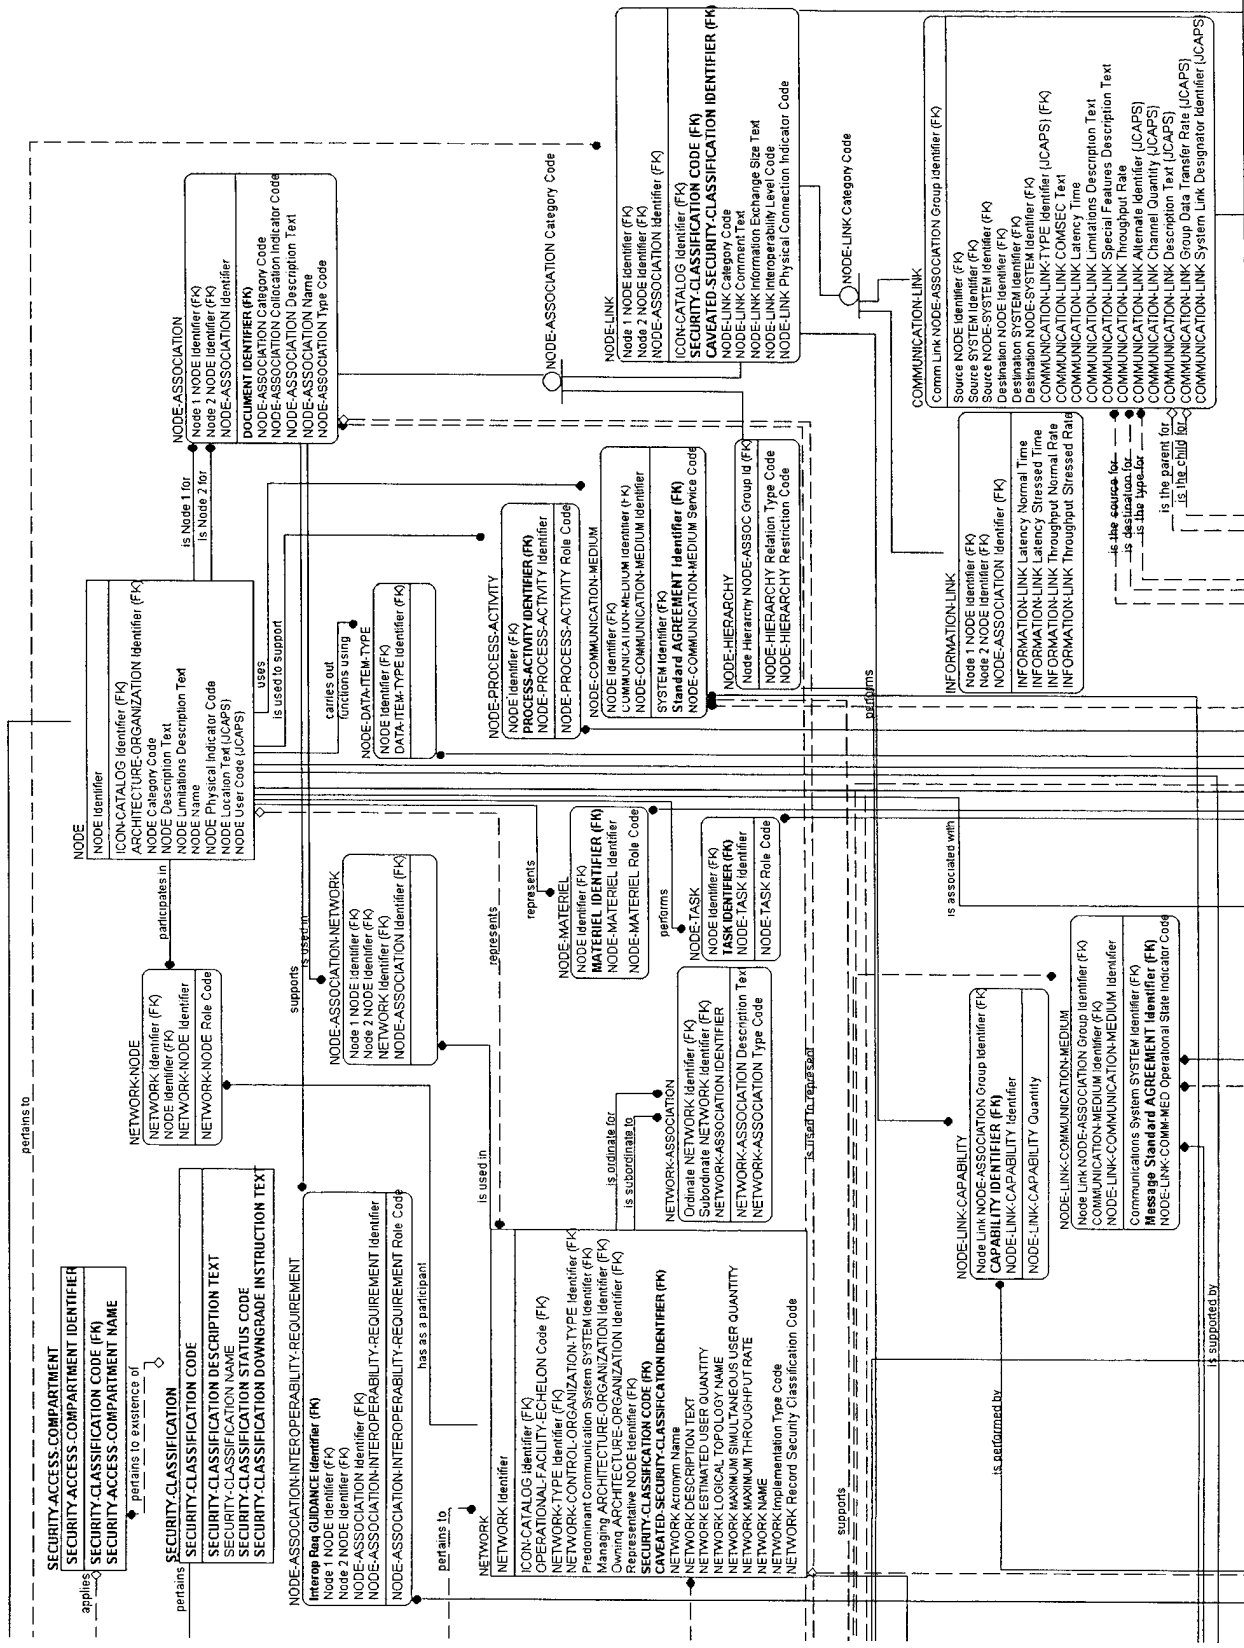 SECURITY-ACCESS-COMPARTMENT
SECURITY-ACCESS-COMPARTMENT IDENTIFIER
SECURITY-CLASSIFICATION CODE (FK)
SECURITY-ACCESS-COMPARTMENT NAME
applies
pertains to existence of
pertains to
SECURITY-CLASSIFICATION
SECURITY-CLASSIFICATION CODE
SECURITY-CLASSIFICATION DESCRIPTION TEXT
SECURITY-CLASSIFICATION NAME
SECURITY-CLASSIFICATION STATUS CODE
SECURITY-CLASSIFICATION DOWNGRADE INSTRUCTION TEXT
pertains
NETWORK-NODE
NETWORK Identifier (FK)
NODE Identifier (FK)
NETWORK-NODE Identifier
NETWORK-NODE Role Code
participates in
NODE
NODE Identifier
ICON-CATALOG Identifier (FK)
ARCHITECTURE-ORGANIZATION Identifier (FK)
NODE Category Code
NODE Description Text
NODE Limitations Description Text
NODE Name
NODE Physical Indicator Code
NODE Location Text {JCAPS}
NODE User Code {JCAPS}
is Node 1 for
is Node 2 for
uses
is used to support
NODE-ASSOCIATION
Node 1 NODE Identifier (FK)
Node 2 NODE Identifier (FK)
NODE-ASSOCIATION Identifier
DOCUMENT IDENTIFIER (FK)
NODE-ASSOCIATION Category Code
NODE-ASSOCIATION Collocation Indicator Code
NODE-ASSOCIATION Description Text
NODE-ASSOCIATION Name
NODE-ASSOCIATION Type Code
NODE-ASSOCIATION-INTEROPERABILITY-REQUIREMENT
Interop Req GUIDANCE Identifier (FK)
Node 1 NODE Identifier (FK)
Node 2 NODE Identifier (FK)
NODE-ASSOCIATION Identifier (FK)
NODE-ASSOCIATION-INTEROPERABILITY-REQUIREMENT Identifier
NODE-ASSOCIATION-INTEROPERABILITY-REQUIREMENT Role Code
has as a participant
supports
is used in
NODE-ASSOCIATION-NETWORK
Node 1 NODE Identifier (FK)
Node 2 NODE Identifier (FK)
NETWORK Identifier (FK)
NODE-ASSOCIATION Identifier (FK)
carries out
functions using
NODE-DATA-ITEM-TYPE
NODE Identifier (FK)
DATA-ITEM-TYPE Identifier (FK)
pertains to
is used in
represents
NETWORK
NETWORK Identifier
ICON-CATALOG Identifier (FK)
OPERATIONAL-FACILITY-ECHELON Code (FK)
NETWORK-TYPE Identifier (FK)
NETWORK-CONTROL-ORGANIZATION-TYPE Identifier (FK)
Predominant Communication System SYSTEM Identifier (FK)
Managing ARCHITECTURE-ORGANIZATION Identifier (FK)
Owning ARCHITECTURE-ORGANIZATION Identifier (FK)
Representative NODE Identifier (FK)
SECURITY-CLASSIFICATION CODE (FK)
CAVEATED-SECURITY-CLASSIFICATION IDENTIFIER (FK)
NETWORK Acronym Name
NETWORK DESCRIPTION TEXT
NETWORK ESTIMATED USER QUANTITY
NETWORK LOGICAL TOPOLOGY NAME
NETWORK MAXIMUM SIMULTANEOUS USER QUANTITY
NETWORK MAXIMUM THROUGHPUT RATE
NETWORK NAME
NETWORK Implementation Type Code
NETWORK Record Security Classification Code
is ordinate for
is subordinate to
NETWORK-ASSOCIATION
Ordinate NETWORK Identifier (FK)
Subordinate NETWORK Identifier (FK)
NETWORK-ASSOCIATION IDENTIFIER
NETWORK-ASSOCIATION Description Text
NETWORK-ASSOCIATION Type Code
represents
NODE-MATERIEL
NODE Identifier (FK)
MATERIEL IDENTIFIER (FK)
NODE-MATERIEL Identifier
NODE-MATERIEL Role Code
performs
NODE-TASK
NODE Identifier (FK)
TASK IDENTIFIER (FK)
NODE-TASK Identifier
NODE-TASK Role Code
NODE-PROCESS-ACTIVITY
NODE Identifier (FK)
PROCESS-ACTIVITY IDENTIFIER (FK)
NODE-PROCESS-ACTIVITY Identifier
NODE-PROCESS-ACTIVITY Role Code
NODE-COMMUNICATION-MEDIUM
NODE Identifier (FK)
COMMUNICATION-MEDIUM Identifier (FK)
NODE-COMMUNICATION-MEDIUM Identifier
SYSTEM Identifier (FK)
Standard AGREEMENT Identifier (FK)
NODE-COMMUNICATION-MEDIUM Service Code
NODE-HIERARCHY
Node Hierarchy NODE-ASSOC Group Id (FK)
NODE-HIERARCHY Relation Type Code
NODE-HIERARCHY Restriction Code
NODE-ASSOCIATION Category Code
NODE-LINK
Node 1 NODE Identifier (FK)
Node 2 NODE Identifier (FK)
NODE-ASSOCIATION Identifier (FK)
ICON-CATALOG Identifier (FK)
SECURITY-CLASSIFICATION CODE (FK)
CAVEATED-SECURITY-CLASSIFICATION IDENTIFIER (FK)
NODE-LINK Category Code
NODE-LINK Comment Text
NODE-LINK Information Exchange Size Text
NODE-LINK Interoperability Level Code
NODE-LINK Physical Connection Indicator Code
NODE-LINK Category Code
is used to represent
supports
performs
is associated with
NODE-LINK-CAPABILITY
Node Link NODE-ASSOCIATION Group Identifier (FK)
CAPABILITY IDENTIFIER (FK)
NODE-LINK-CAPABILITY Identifier
NODE-LINK-CAPABILITY Quantity
is performed by
INFORMATION-LINK
Node 1 NODE Identifier (FK)
Node 2 NODE Identifier (FK)
NODE-ASSOCIATION Identifier (FK)
INFORMATION-LINK Latency Normal Time
INFORMATION-LINK Latency Stressed Time
INFORMATION-LINK Throughput Normal Rate
INFORMATION-LINK Throughput Stressed Rate
COMMUNICATION-LINK
Comm Link NODE-ASSOCIATION Group Identifier (FK)
Source NODE Identifier (FK)
Source SYSTEM Identifier (FK)
Source NODE-SYSTEM Identifier (FK)
Destination NODE Identifier (FK)
Destination SYSTEM Identifier (FK)
Destination NODE-SYSTEM Identifier (FK)
COMMUNICATION-LINK-TYPE Identifier {JCAPS} (FK)
COMMUNICATION-LINK COMSEC Text
COMMUNICATION-LINK Latency Time
COMMUNICATION-LINK Limitations Description Text
COMMUNICATION-LINK Special Features Description Text
COMMUNICATION-LINK Throughput Rate
COMMUNICATION-LINK Alternate Identifier {JCAPS}
COMMUNICATION-LINK Channel Quantity {JCAPS}
COMMUNICATION-LINK Description Text {JCAPS}
COMMUNICATION-LINK Group Data Transfer Rate {JCAPS}
COMMUNICATION-LINK System Link Designator Identifier {JCAPS}
NODE-LINK-COMMUNICATION-MEDIUM
Node Link NODE-ASSOCIATION Group Identifier (FK)
COMMUNICATION-MEDIUM Identifier (FK)
NODE-LINK-COMMUNICATION-MEDIUM Identifier
Communications System SYSTEM Identifier (FK)
Message Standard AGREEMENT Identifier (FK)
NODE-LINK-COMM-MED Operational State Indicator Code
is the source for
is destination for
is the type for
is the parent for
is the child for
is supported by